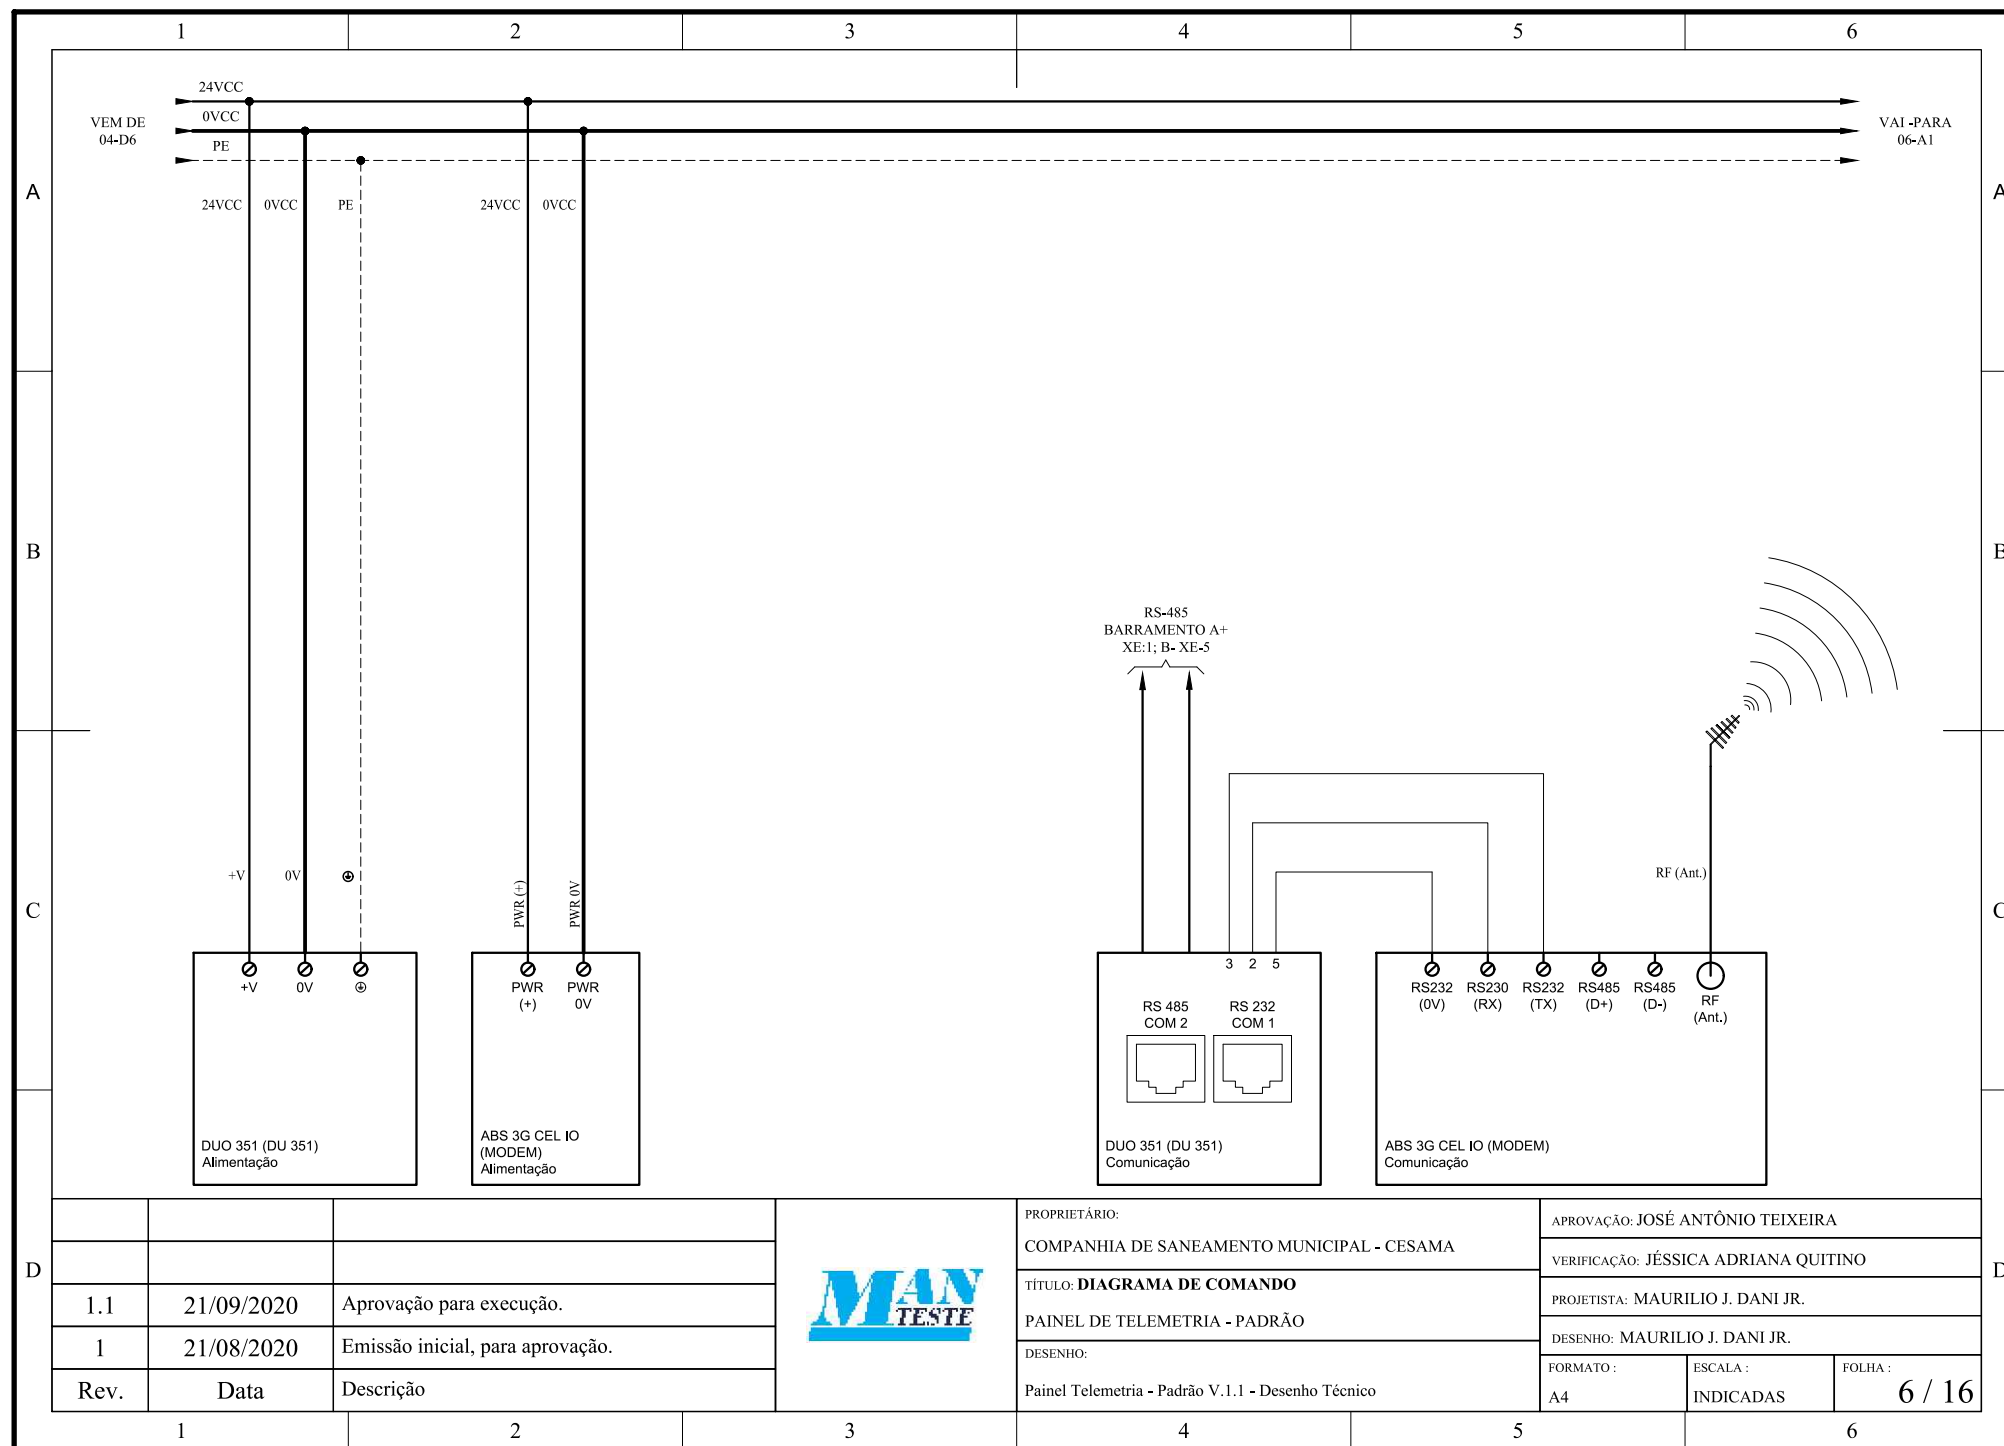 1 2 3 4 5 6
24VCC
0VCC
PE
VEM DE
04-D6
VAI -PARA
06-A1
A
A
24VCC 0VCC PE 24VCC 0VCC
B
B
RS-485
BARRAMENTO A+
XE:1; B- XE-5
+V 0V PWR (+) PWR 0V RF (Ant.)
C
C
+V 0V
PWR
(+)
PWR
0V
3 2 5
RS232
(0V)
RS230
(RX)
RS232
(TX)
RS485
(D+)
RS485
(D-)
RF
(Ant.)
RS 485
COM 2
RS 232
COM 1
DUO 351 (DU 351)
Alimentação
ABS 3G CEL IO
(MODEM)
Alimentação
DUO 351 (DU 351)
Comunicação
ABS 3G CEL IO (MODEM)
Comunicação
D
D
1.1 21/09/2020 Aprovação para execução.
1 21/08/2020 Emissão inicial, para aprovação.
Rev. Data Descrição
MAN
TESTE
PROPRIETÁRIO:
COMPANHIA DE SANEAMENTO MUNICIPAL - CESAMA
TÍTULO: DIAGRAMA DE COMANDO
PAINEL DE TELEMETRIA - PADRÃO
DESENHO:
Painel Telemetria - Padrão V.1.1 - Desenho Técnico
APROVAÇÃO: JOSÉ ANTÔNIO TEIXEIRA
VERIFICAÇÃO: JÉSSICA ADRIANA QUITINO
PROJETISTA: MAURILIO J. DANI JR.
DESENHO: MAURILIO J. DANI JR.
FORMATO :
A4
ESCALA :
INDICADAS
FOLHA :
6 / 16
1 2 3 4 5 6